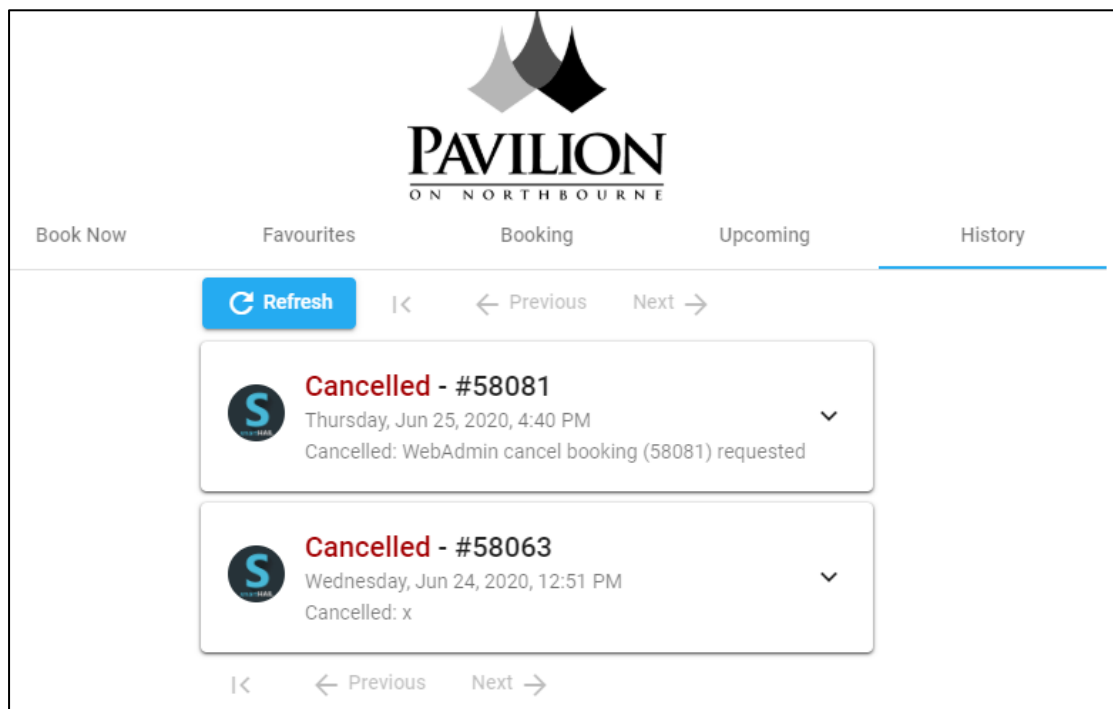 PAVILION
ON NORTHBOURNE
Book Now Favourites Booking Upcoming History
Refresh Previous Next
S
Cancelled - #58081
Thursday, Jun 25, 2020, 4:40 PM
Cancelled: WebAdmin cancel booking (58081) requested
S
Cancelled - #58063
Wednesday, Jun 24, 2020, 12:51 PM
Cancelled: x
Previous Next